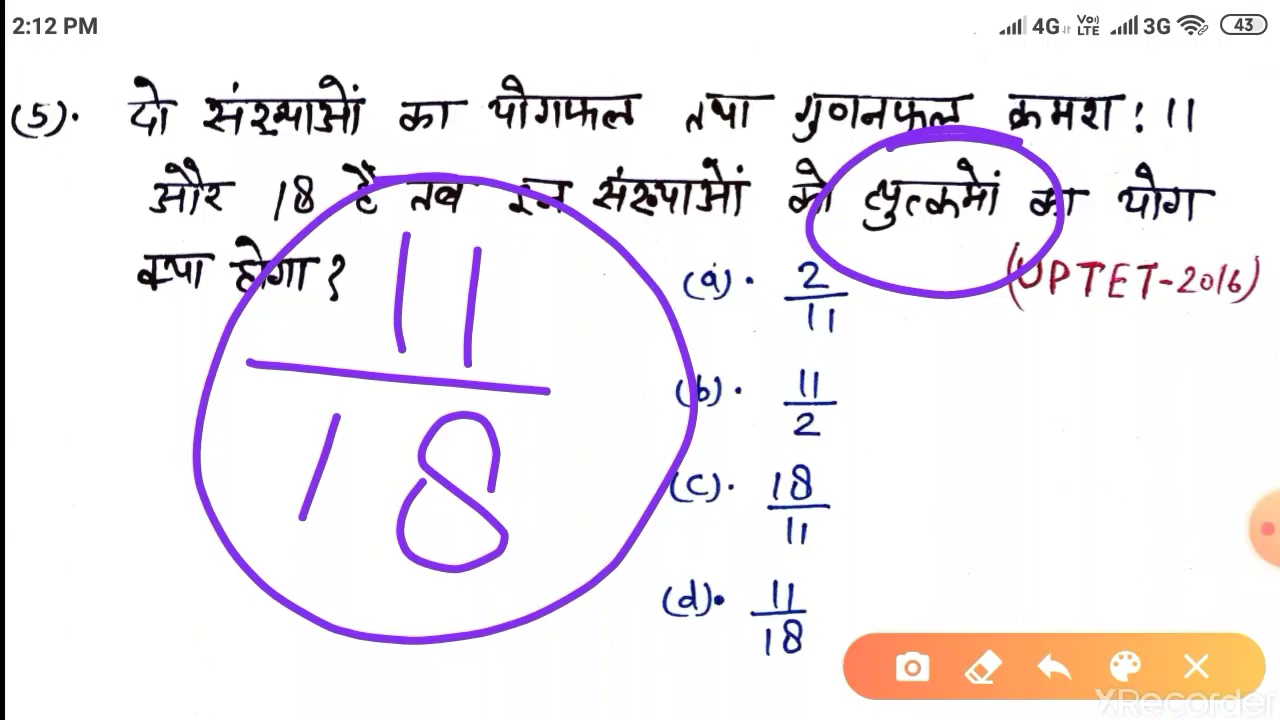 2:12 PM 4G Vo) LTE 3G 43
(5). दो संख्याओं का योगफल तथा गुणनफल क्रमश: 11
और 18 है तब इन संख्याओं के व्युत्क्रमों का योग
क्या होगा ?
(UPTET-2016)
(a). 2/11
(b). 11/2
(c). 18/11
(d). 11/18
11
18
XRecorder